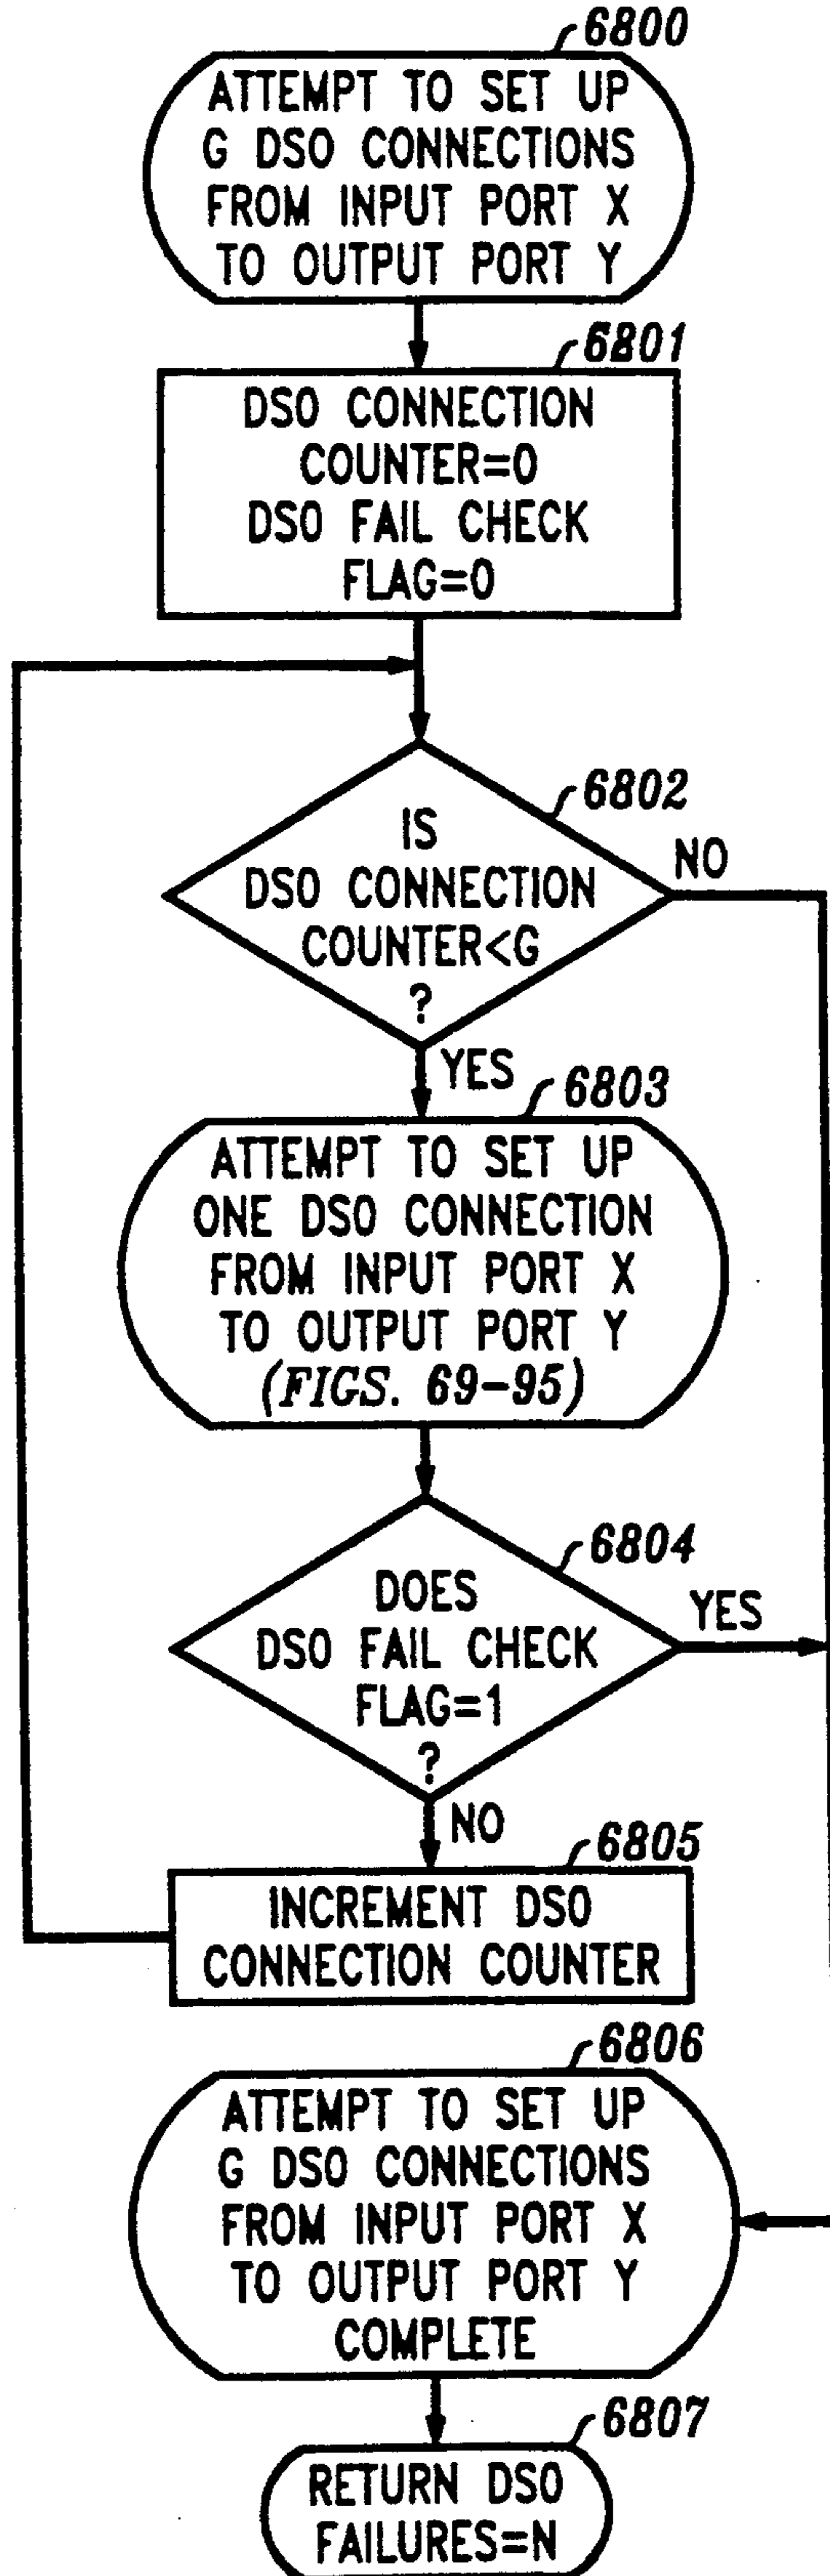 6800
ATTEMPT TO SET UP
G DS0 CONNECTIONS
FROM INPUT PORT X
TO OUTPUT PORT Y
6801
DS0 CONNECTION
COUNTER=0
DS0 FAIL CHECK
FLAG=0
6802
IS
DS0 CONNECTION
COUNTER<G
?
NO
YES
6803
ATTEMPT TO SET UP
ONE DS0 CONNECTION
FROM INPUT PORT X
TO OUTPUT PORT Y
(FIGS. 69-95)
6804
DOES
DS0 FAIL CHECK
FLAG=1
?
YES
NO
6805
INCREMENT DS0
CONNECTION COUNTER
6806
ATTEMPT TO SET UP
G DS0 CONNECTIONS
FROM INPUT PORT X
TO OUTPUT PORT Y
COMPLETE
6807
RETURN DS0
FAILURES=N